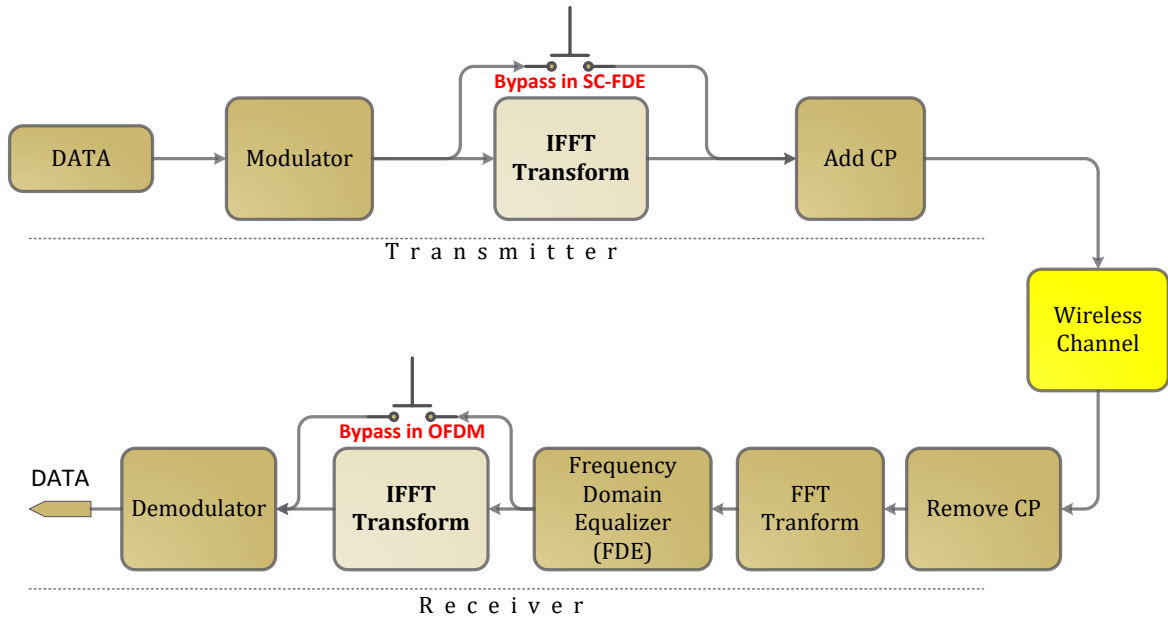 Bypass in SC-FDE
DATA
Modulator
IFFT
Transform
Add CP
Transmitter
Wireless
Channel
Bypass in OFDM
DATA
Demodulator
IFFT
Transform
Frequency
Domain
Equalizer
(FDE)
FFT
Tranform
Remove CP
Receiver